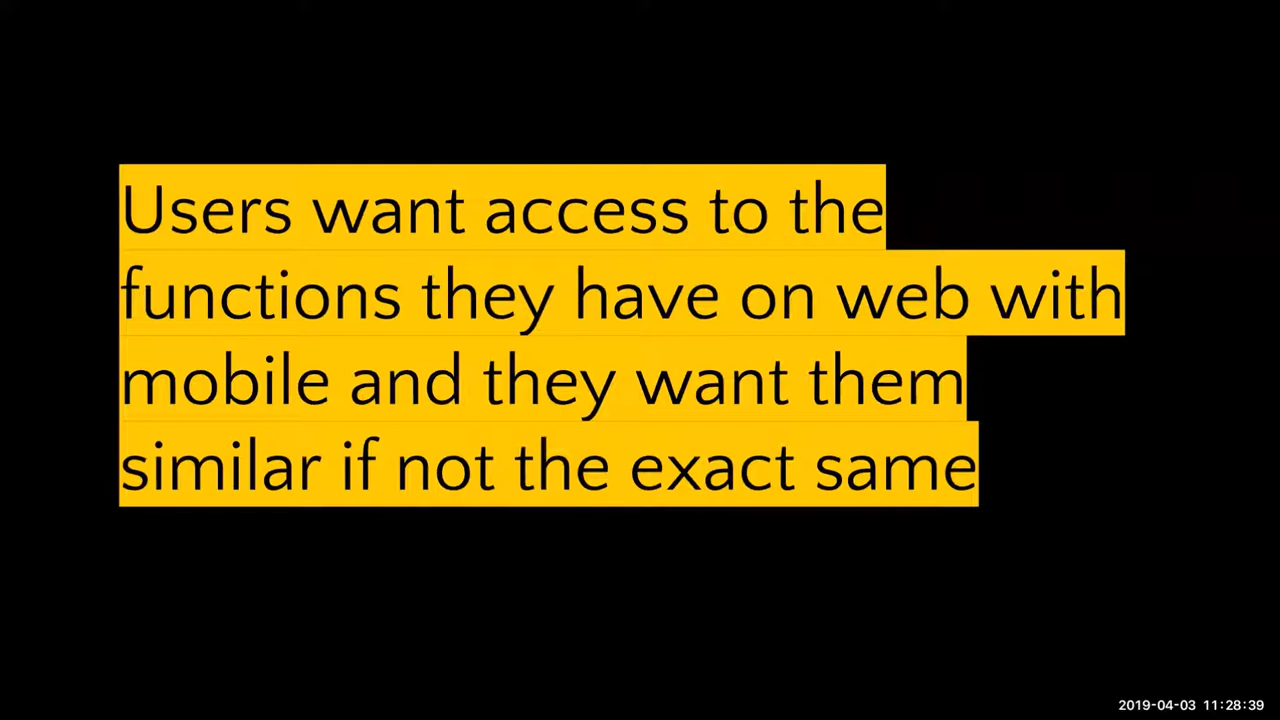 Users want access to the
functions they have on web with
mobile and they want them
similar if not the exact same
2019-04-03 11:28:39